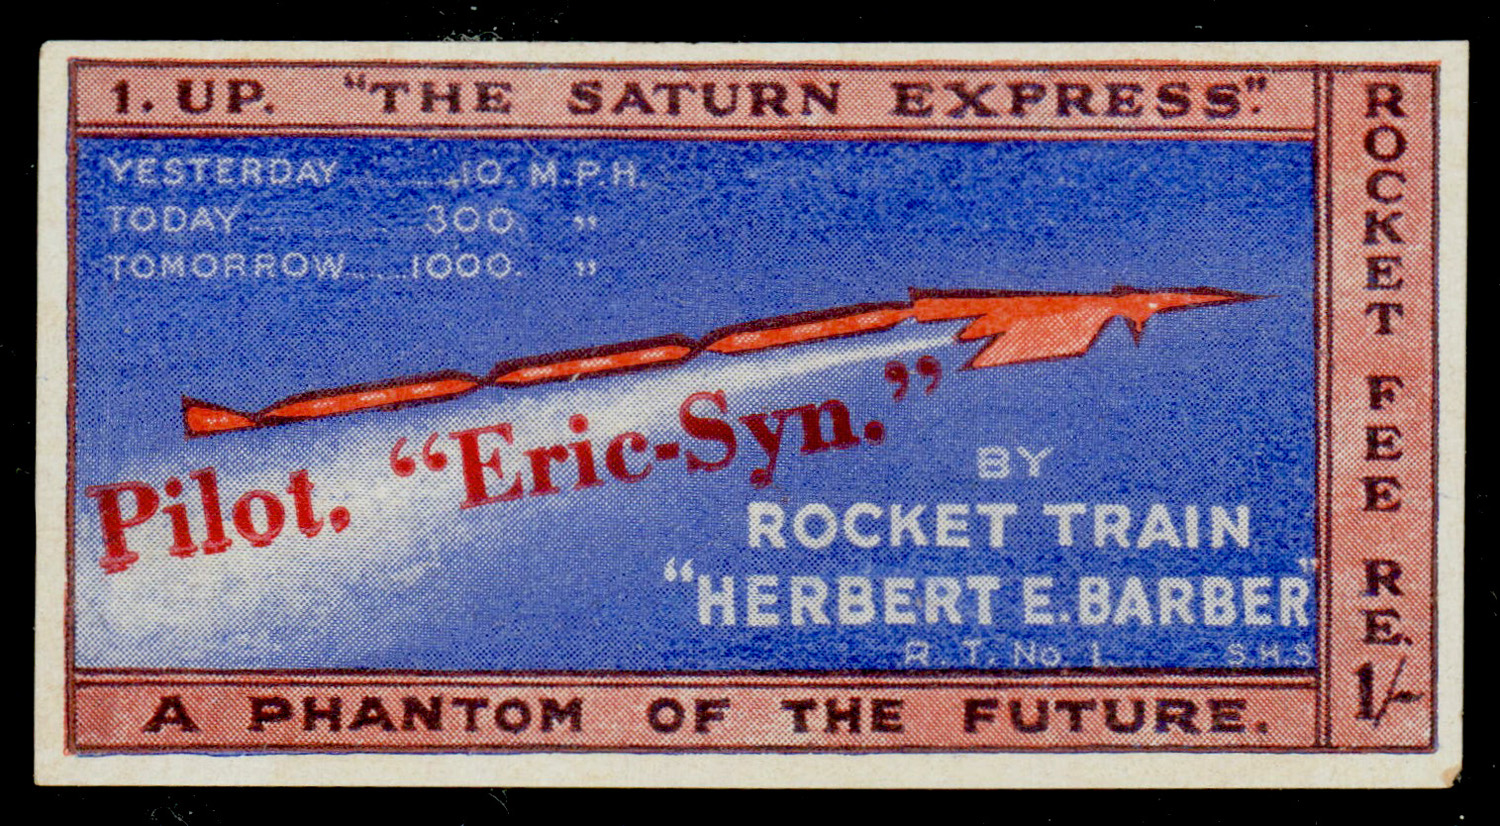 1. UP. "THE SATURN EXPRESS".
YESTERDAY ............ 10. M.P.H.
TODAY ............ 300. "
TOMORROW ...... 1000. "
Pilot. "Eric-Syn."
BY
ROCKET TRAIN
"HERBERT E. BARBER"
R. T. No 1. S H S
A PHANTOM OF THE FUTURE.
ROCKET FEE RE. 1/-